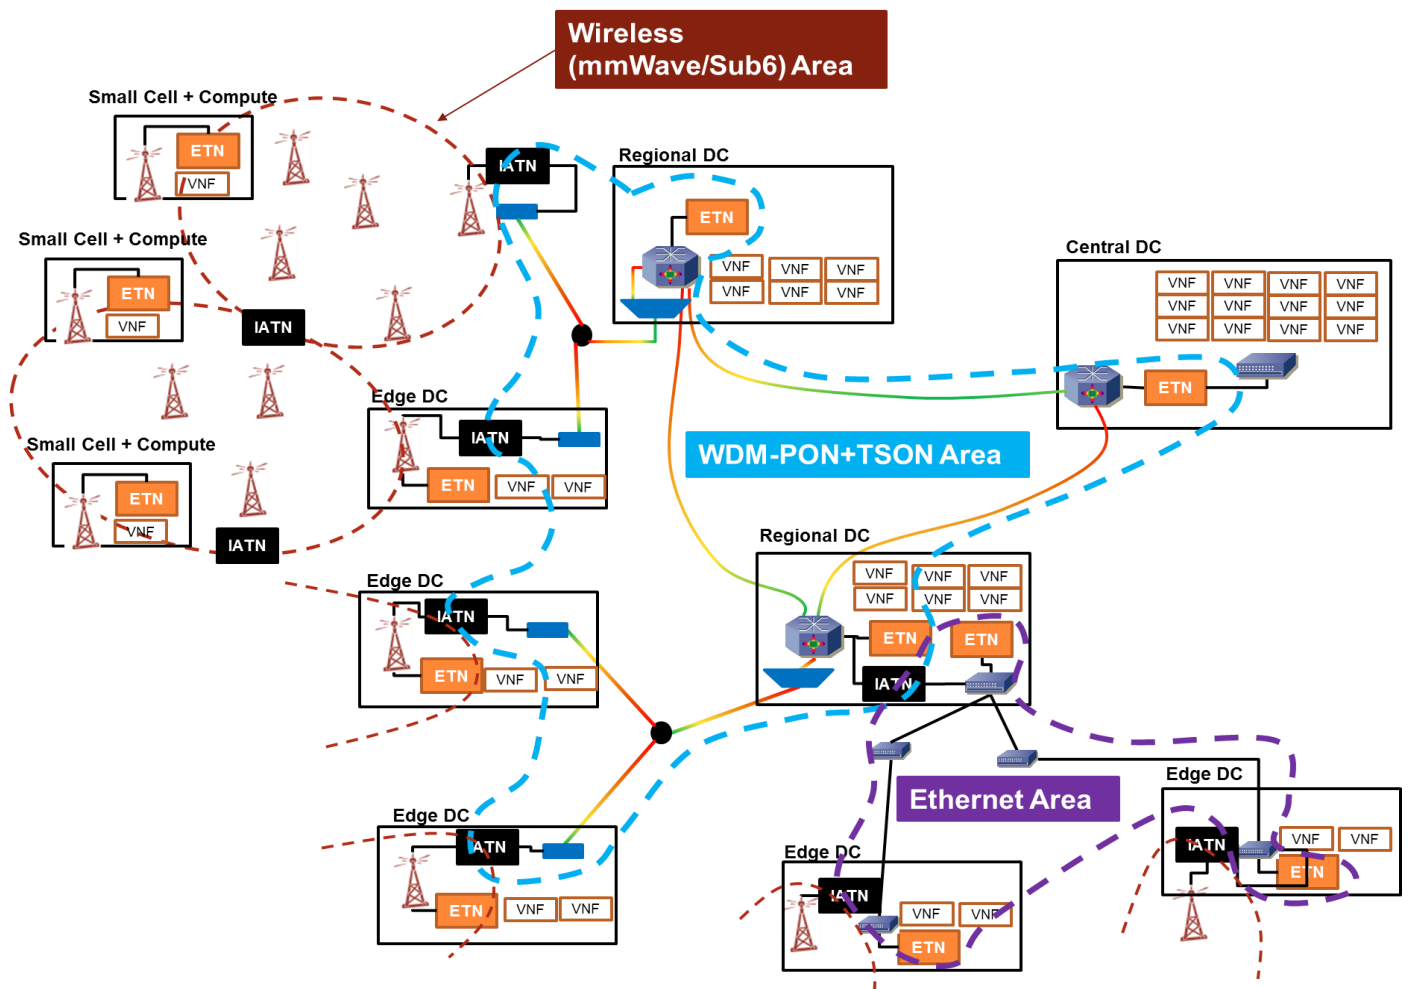 Wireless
(mmWave/Sub6) Area
Small Cell + Compute
ETN
VNF
IATN
Regional DC
ETN
VNF
VNF
VNF
VNF
VNF
VNF
Small Cell + Compute
ETN
VNF
IATN
Central DC
VNF
VNF
VNF
VNF
VNF
VNF
VNF
VNF
VNF
VNF
VNF
VNF
ETN
Edge DC
IATN
ETN
VNF
VNF
WDM-PON+TSON Area
Small Cell + Compute
ETN
VNF
IATN
Regional DC
VNF
VNF
VNF
VNF
VNF
VNF
ETN
ETN
IATN
Edge DC
IATN
ETN
VNF
VNF
Ethernet Area
Edge DC
IATN
VNF
VNF
ETN
Edge DC
IATN
ETN
VNF
VNF
Edge DC
IATN
VNF
VNF
ETN